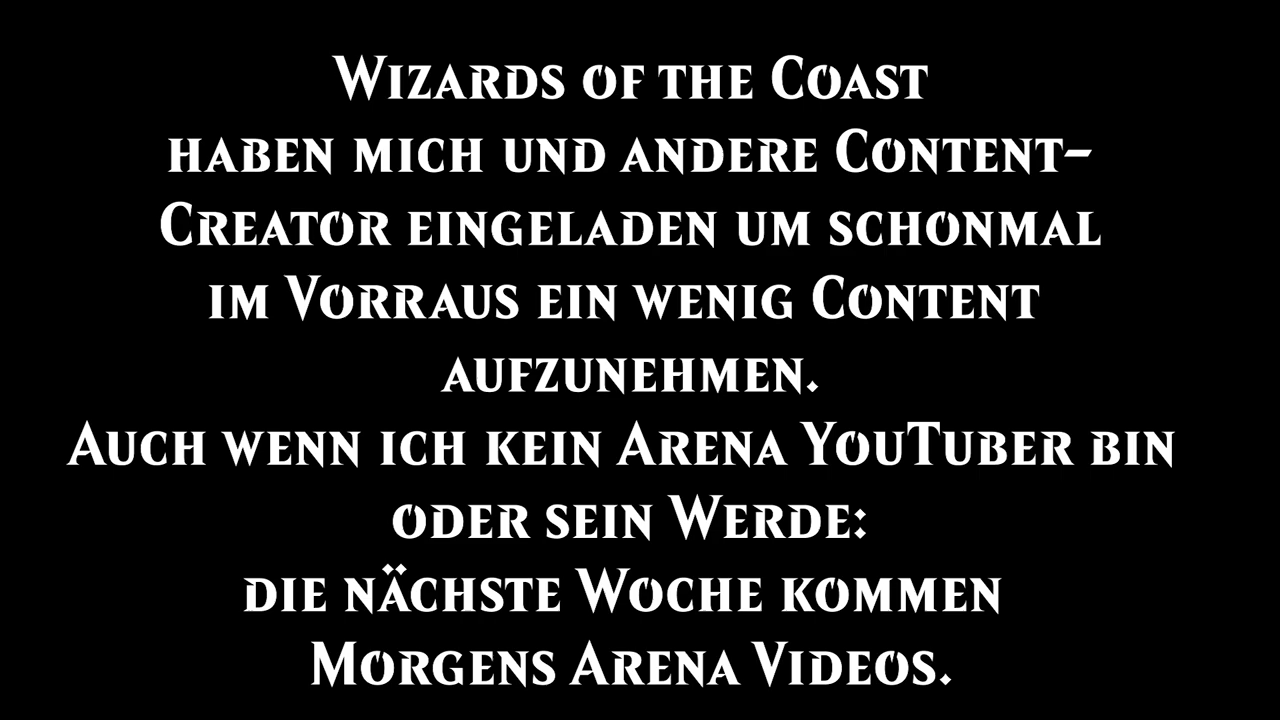 Wizards of the Coast
haben mich und andere Content-
Creator eingeladen um schonmal
im Vorraus ein wenig Content
aufzunehmen.
Auch wenn ich kein Arena YouTuber bin
oder sein Werde:
die nächste Woche kommen
Morgens Arena Videos.